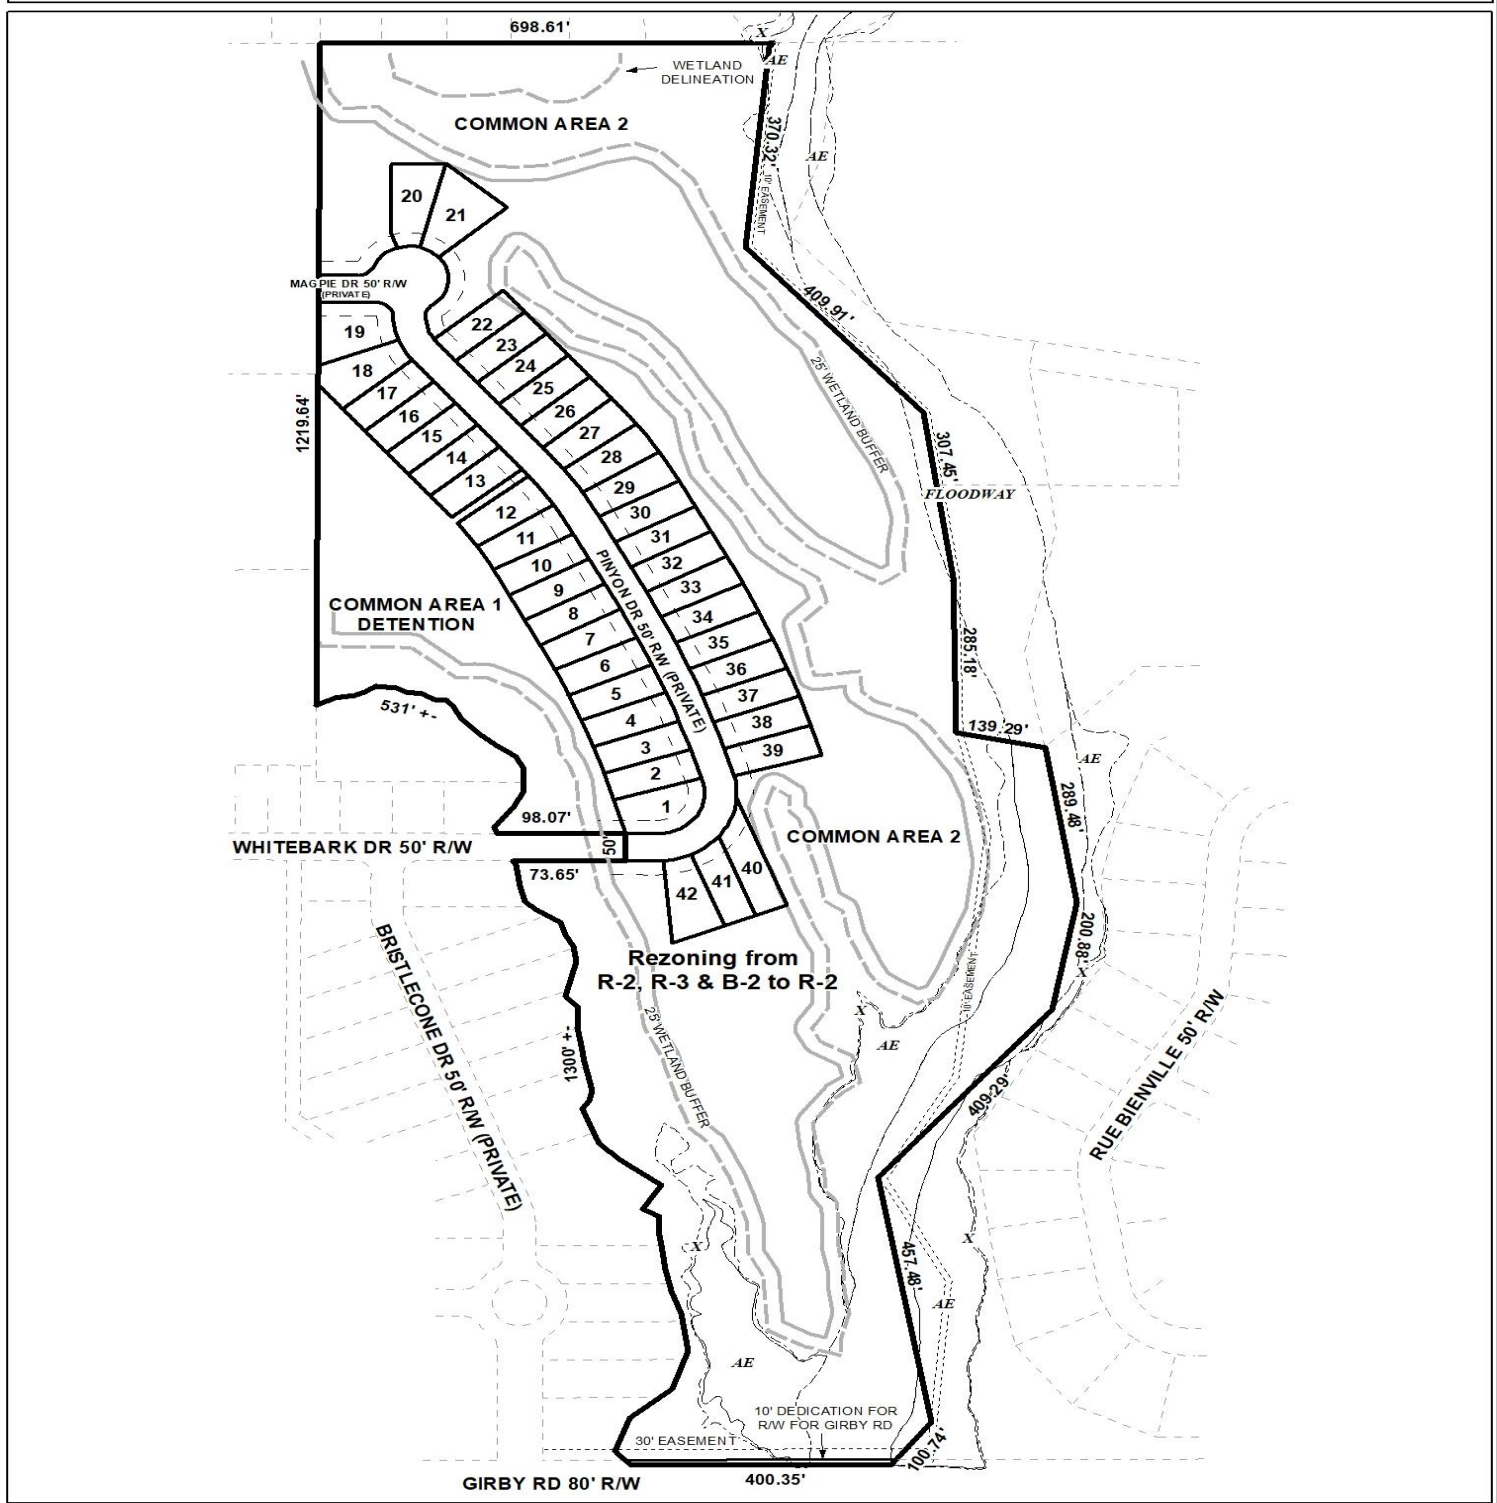 698.61'
X
AE
WETLAND
DELINEATION
COMMON AREA 2
370.32'
10' EASEMENT
AE
20
21
MAGPIE DR 50' R/W
(PRIVATE)
409.91'
19
22
18
23
17
24
16
25
15
26
14
27
13
28
12
29
11
30
10
31
9
32
8
33
7
34
6
35
5
36
4
37
3
38
2
39
1
25' WETLAND BUFFER
1219.64'
307.45'
FLOODWAY
PINYON DR 50' R/W (PRIVATE)
COMMON AREA 1
DETENTION
285.18'
531' +-
139.29'
AE
289.48'
98.07'
COMMON AREA 2
WHITEBARK DR 50' R/W
50'
73.65'
42
41
40
200.88'
X
Rezoning from
R-2, R-3 & B-2 to R-2
10' EASEMENT
BRISTLECONE DR 50' R/W (PRIVATE)
1300' +-
25' WETLAND BUFFER
X
AE
RUE BIENVILLE 50' R/W
409.29'
X
X
457.48'
AE
AE
10' DEDICATION FOR
R/W FOR GIRBY RD
30' EASEMENT
100.74'
GIRBY RD 80' R/W
400.35'